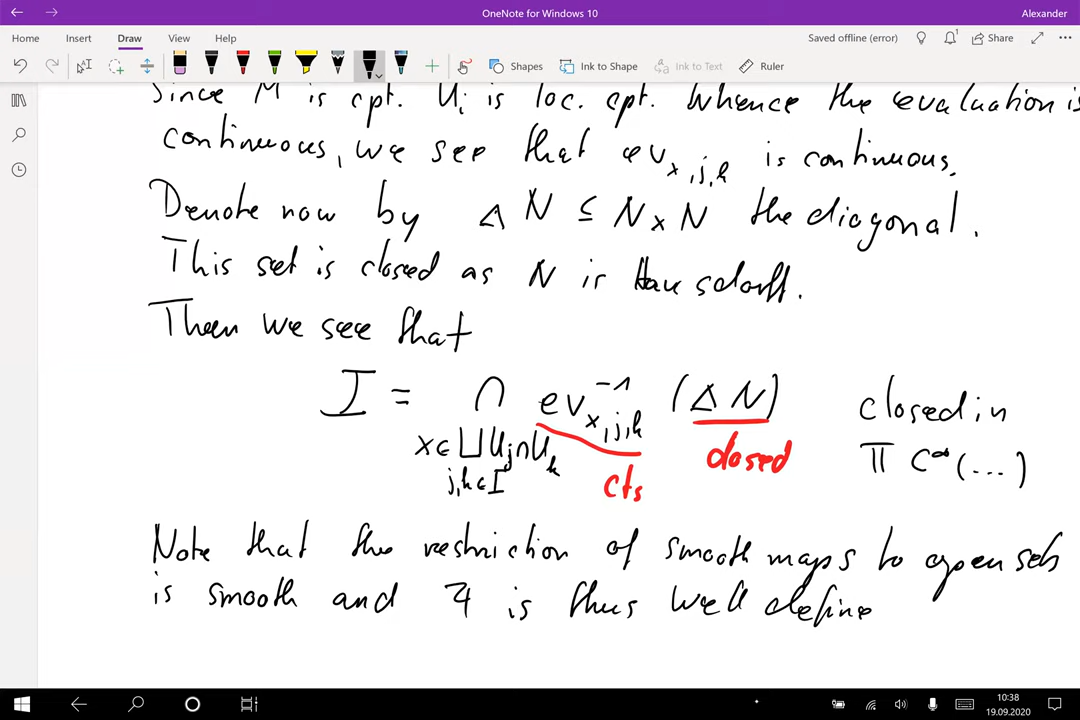 OneNote for Windows 10
Alexander
Home Insert Draw View Help
Saved offline (error) Share
Shapes Ink to Shape Ink to Text Ruler
Since M is cpt. Ui is loc. cpt. Whence the evaluation is
continuous, we see that ev x,j,k is continuous.
Denote now by Δ N ⊆ N x N the diagonal.
This set is closed as N is Hausdorff.
Then we see that
I = ∩ ev x,j,k ^-1 (Δ N) closed in
x∈ ⊔ Uj∩Uk closed π C^∞(...)
j,k∈I cts
Note that the restriction of smooth maps to open sets
is smooth and Ψ is thus well define
10:38
19.09.2020